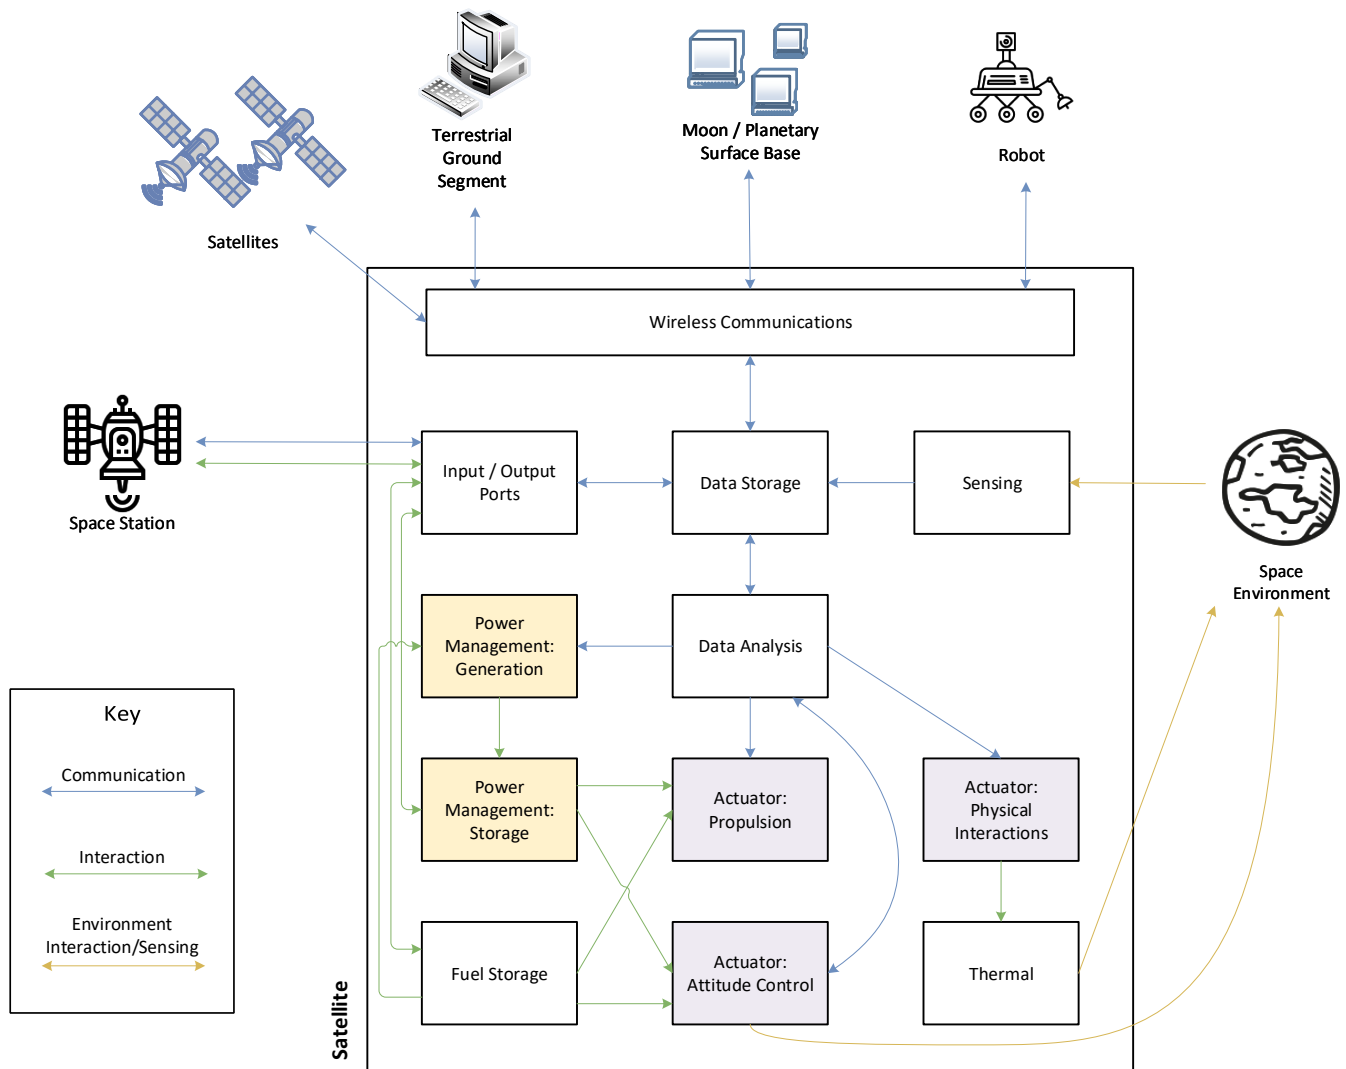 Terrestrial
Ground
Segment
Moon / Planetary
Surface Base
Robot
Satellites
Wireless Communications
Space Station
Input / Output
Ports
Data Storage
Sensing
Space
Environment
Power
Management:
Generation
Data Analysis
Power
Management:
Storage
Actuator:
Propulsion
Actuator:
Physical
Interactions
Fuel Storage
Actuator:
Attitude Control
Thermal
Satellite
Key
Communication
Interaction
Environment
Interaction/Sensing